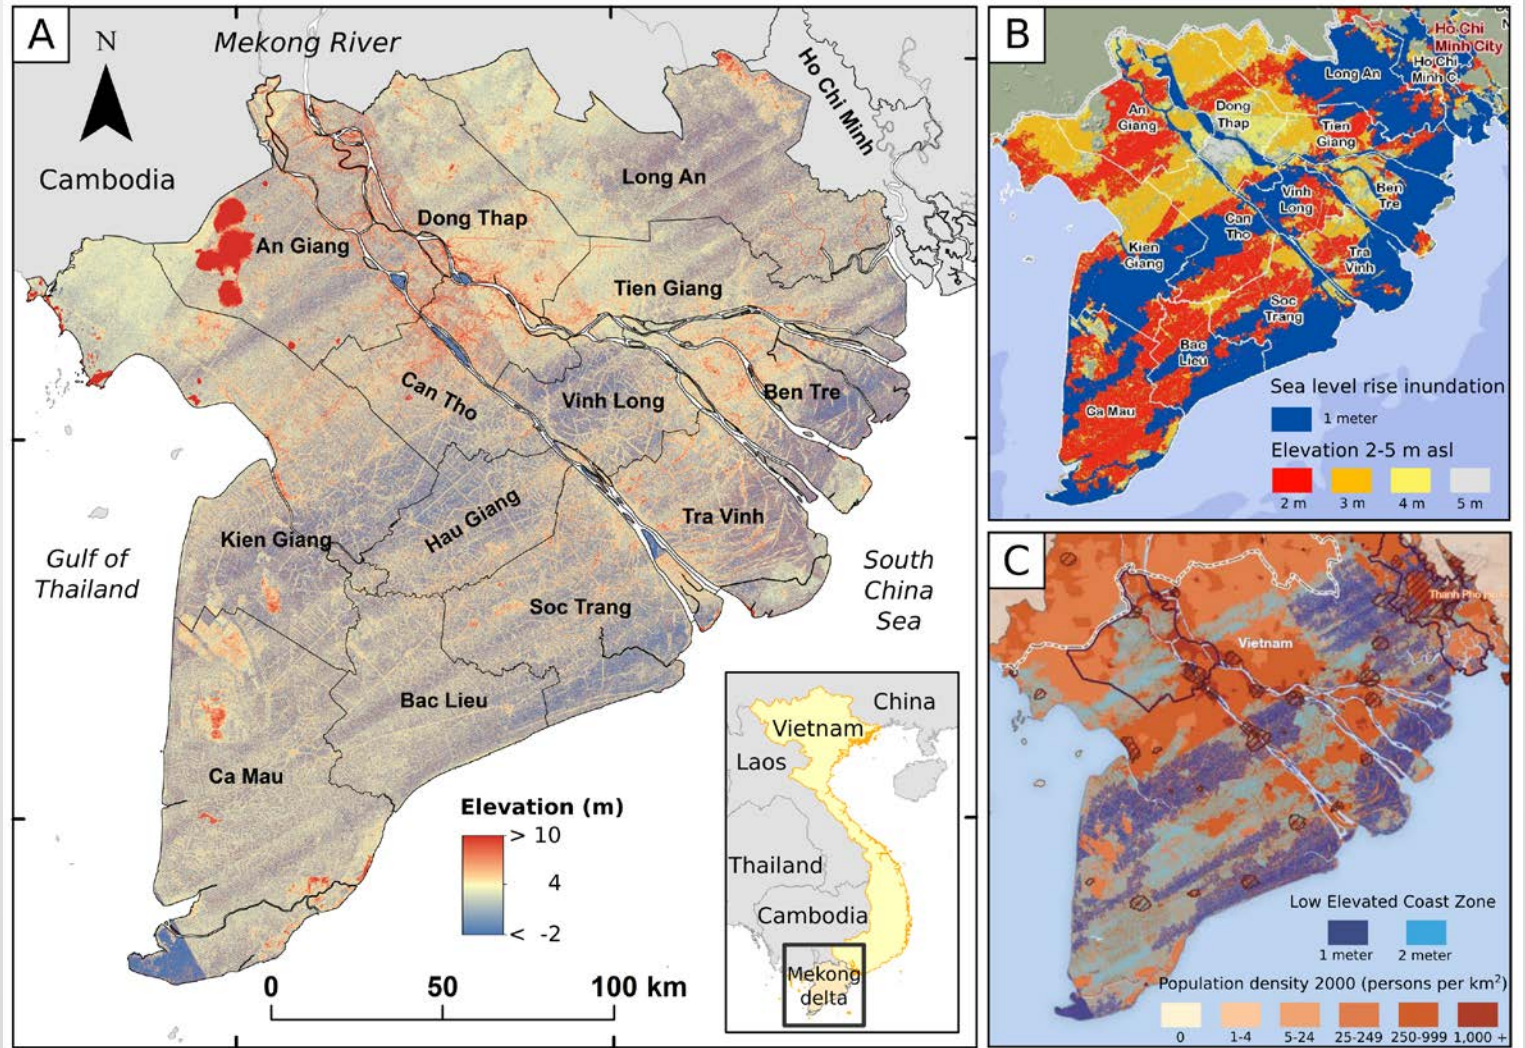 A
N
Mekong River
Ho Chi Minh
Cambodia
Long An
Dong Thap
An Giang
Tien Giang
Can Tho
Vinh Long
Ben Tre
Hau Giang
Tra Vinh
Kien Giang
Gulf of
Thailand
South
China
Sea
Soc Trang
Bac Lieu
Ca Mau
Elevation (m)
> 10
4
< -2
0 50 100 km
China
Vietnam
Laos
Thailand
Cambodia
Mekong
delta
B
Ho Chi
Minh City
Ho Chi
Minh C.
Long An
An
Giang
Dong
Thap
Tien
Giang
Vinh
Long
Ben
Tre
Can
Tho
Kien
Giang
Tra
Vinh
Soc
Trang
Bac
Lieu
Ca Mau
Sea level rise inundation
1 meter
Elevation 2-5 m asl
2 m 3 m 4 m 5 m
C
Thanh Pho
Vietnam
Low Elevated Coast Zone
1 meter 2 meter
Population density 2000 (persons per km²)
0 1-4 5-24 25-249 250-999 1,000 +